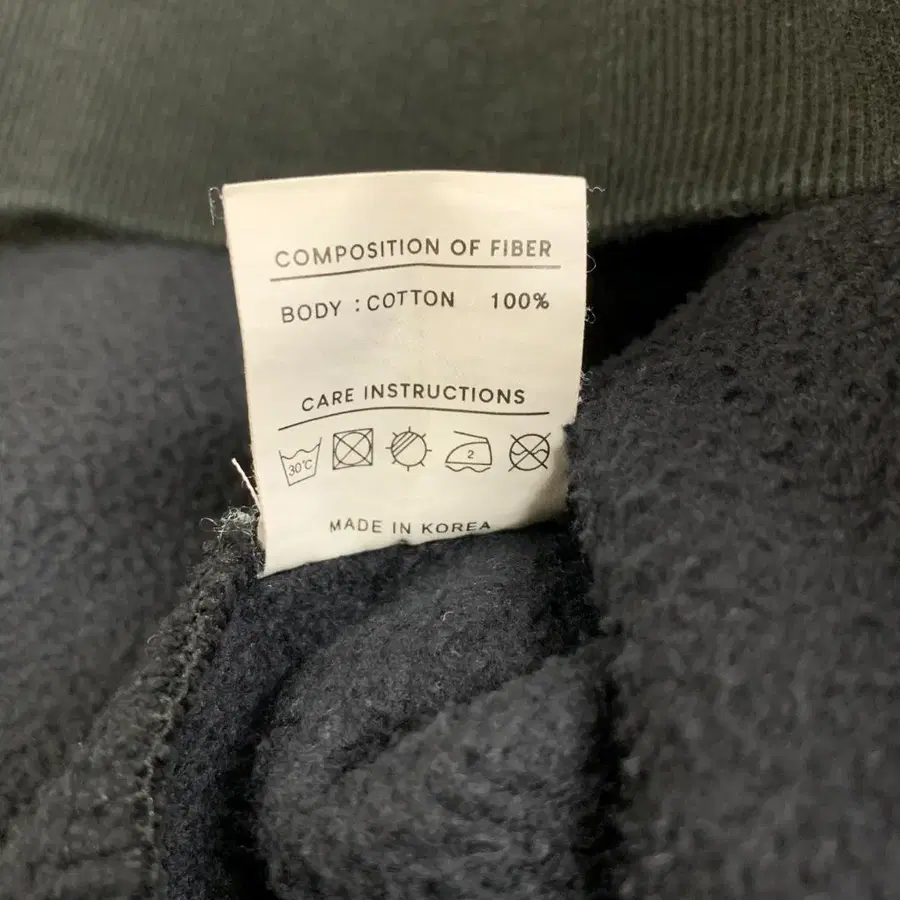 COMPOSITION OF FIBER
BODY : COTTON 100%
CARE INSTRUCTIONS
30℃ 2
MADE IN KOREA